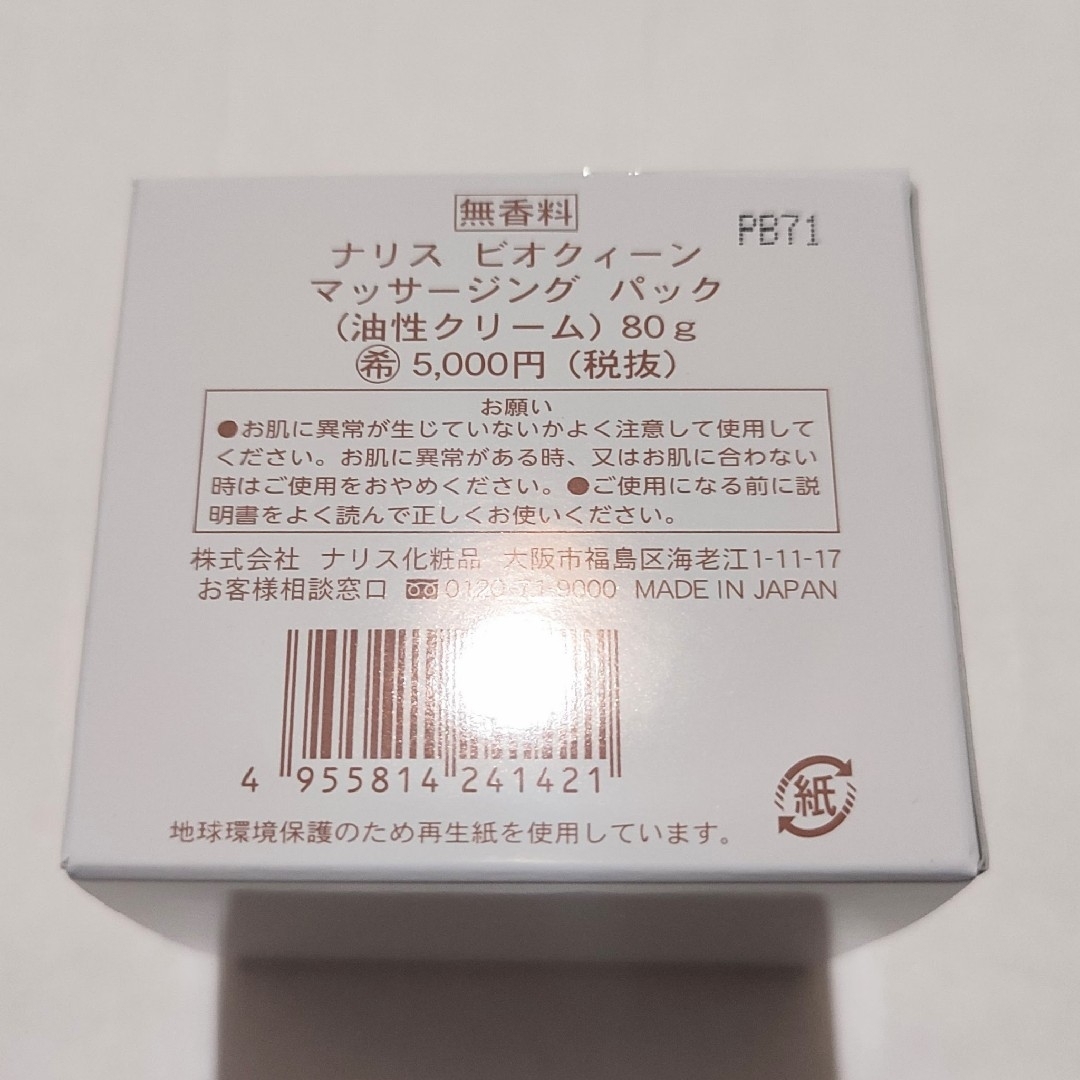 無香料
PB71
ナリス ビオクィーン
マッサージング パック
(油性クリーム) 80g
希 5,000円 (税抜)
お願い
●お肌に異常が生じていないかよく注意して使用して
ください。お肌に異常がある時、又はお肌に合わない
時はご使用をおやめください。●ご使用になる前に説
明書をよく読んで正しくお使いください。
株式会社 ナリス化粧品 大阪市福島区海老江1-11-17
お客様相談窓口 0120-71-9000 MADE IN JAPAN
4 955814 241421
紙
地球環境保護のため再生紙を使用しています。